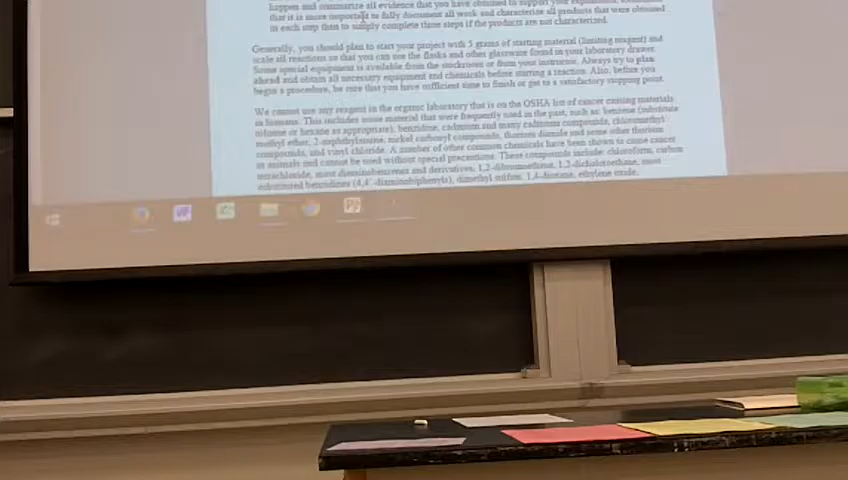 happen and summarize all evidence that you have obtained to support your
that it is more important to fully document all work and characterize all products that were obtained
in each step than to simply complete three steps if the products are not characterized.
Generally, you should plan to start your project with 5 grams of starting material (limiting reagent) and
scale all reactions so that you can use the flasks and other glassware found in your laboratory drawer.
Some special equipment is available from the stockroom or from your instructor. Always try to plan
ahead and obtain all necessary equipment and chemicals before starting a reaction. Also, before you
begin a procedure, be sure that you have sufficient time to finish or get to a satisfactory stopping
point.
We cannot use any reagent in the organic laboratory that is on the OSHA list of cancer causing materials
in humans. This includes some material that were frequently used in the past, such as: benzene (substitute
toluene or hexane as appropriate), benzidine, cadmium and many cadmium compounds, chloromethyl
methyl ether, 2-naphthylamine, nickel carbonyl compounds, thorium dioxide and some other thorium
compounds, and vinyl chloride. A number of other common chemicals have been shown to cause cancer
in animals and cannot be used without special precautions. These compounds include: chloroform, carbon
tetrachloride, most diaminobenzenes and derivatives, 1,2-dibromoethane, 1,2-dichloroethane, most
substituted benzidines (4,4'-diaminobiphenyls), dimethyl sulfate, 1,4-dioxane, ethylene oxide,